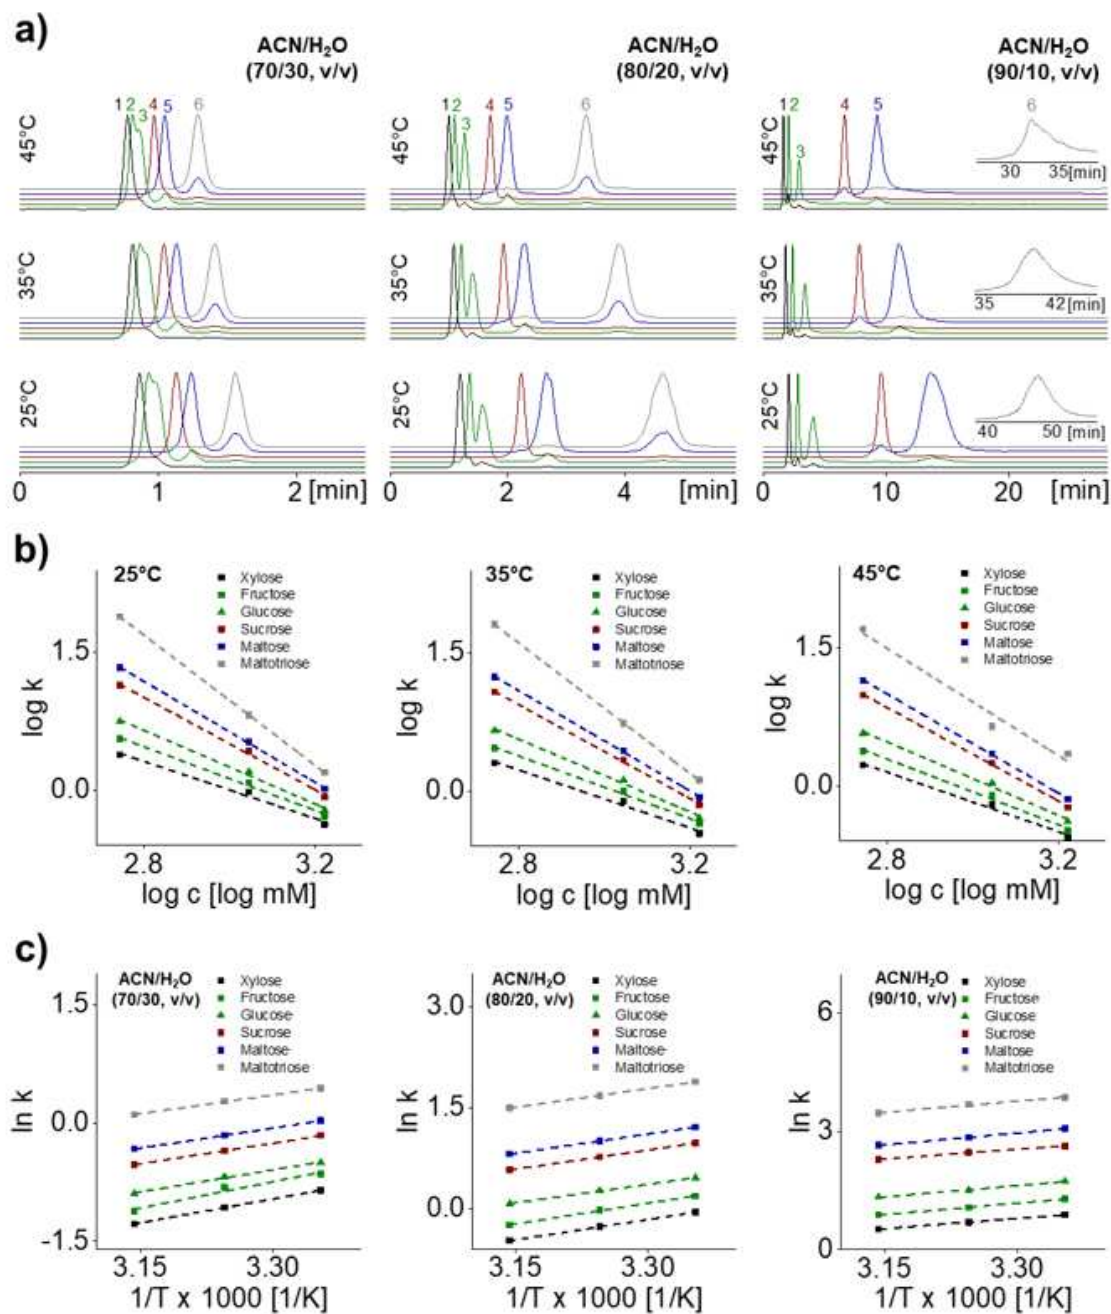 a)
ACN/H₂O
(70/30, v/v)
ACN/H₂O
(80/20, v/v)
ACN/H₂O
(90/10, v/v)
45°C
1 2 3 4 5 6
45°C
1 2 3 4 5 6
45°C
1 2 3 4 5 6
30 35[min]
35°C
35°C
35°C
35 42[min]
25°C
25°C
25°C
40 50 [min]
0 1 2 [min]
0 2 4 [min]
0 10 20 [min]
b)
25°C
Xylose
Fructose
Glucose
Sucrose
Maltose
Maltotriose
log k
1.5
0.0
2.8 3.2
log c [log mM]
35°C
Xylose
Fructose
Glucose
Sucrose
Maltose
Maltotriose
log k
1.5
0.0
2.8 3.2
log c [log mM]
45°C
Xylose
Fructose
Glucose
Sucrose
Maltose
Maltotriose
log k
1.5
0.0
2.8 3.2
log c [log mM]
c)
ACN/H₂O
(70/30, v/v)
Xylose
Fructose
Glucose
Sucrose
Maltose
Maltotriose
ln k
1.5
0.0
-1.5
3.15 3.30
1/T x 1000 [1/K]
ACN/H₂O
(80/20, v/v)
Xylose
Fructose
Glucose
Sucrose
Maltose
Maltotriose
ln k
3.0
1.5
0.0
3.15 3.30
1/T x 1000 [1/K]
ACN/H₂O
(90/10, v/v)
Xylose
Fructose
Glucose
Sucrose
Maltose
Maltotriose
ln k
6
3
0
3.15 3.30
1/T x 1000 [1/K]